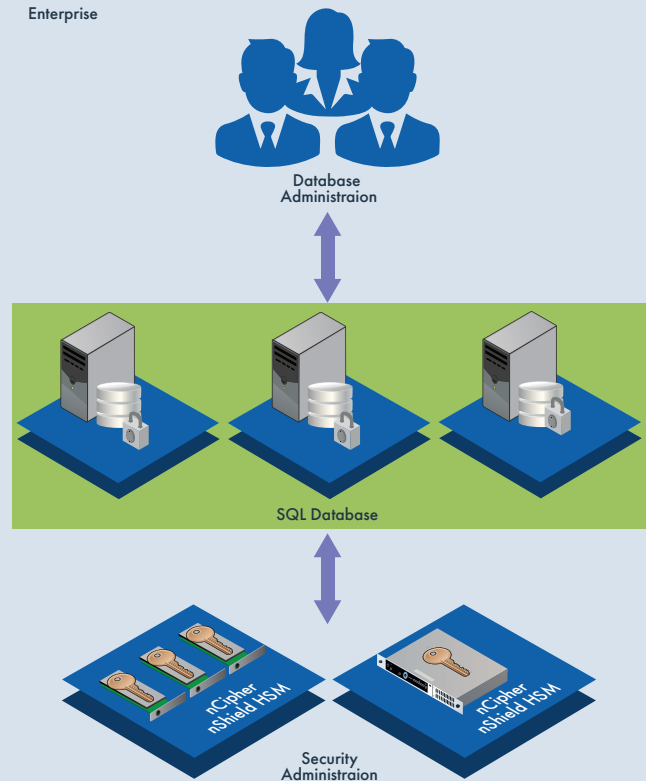 Enterprise
Database
Administraion
SQL Database
nCipher
nShield HSM
nCipher
nShield HSM
Security
Administraion